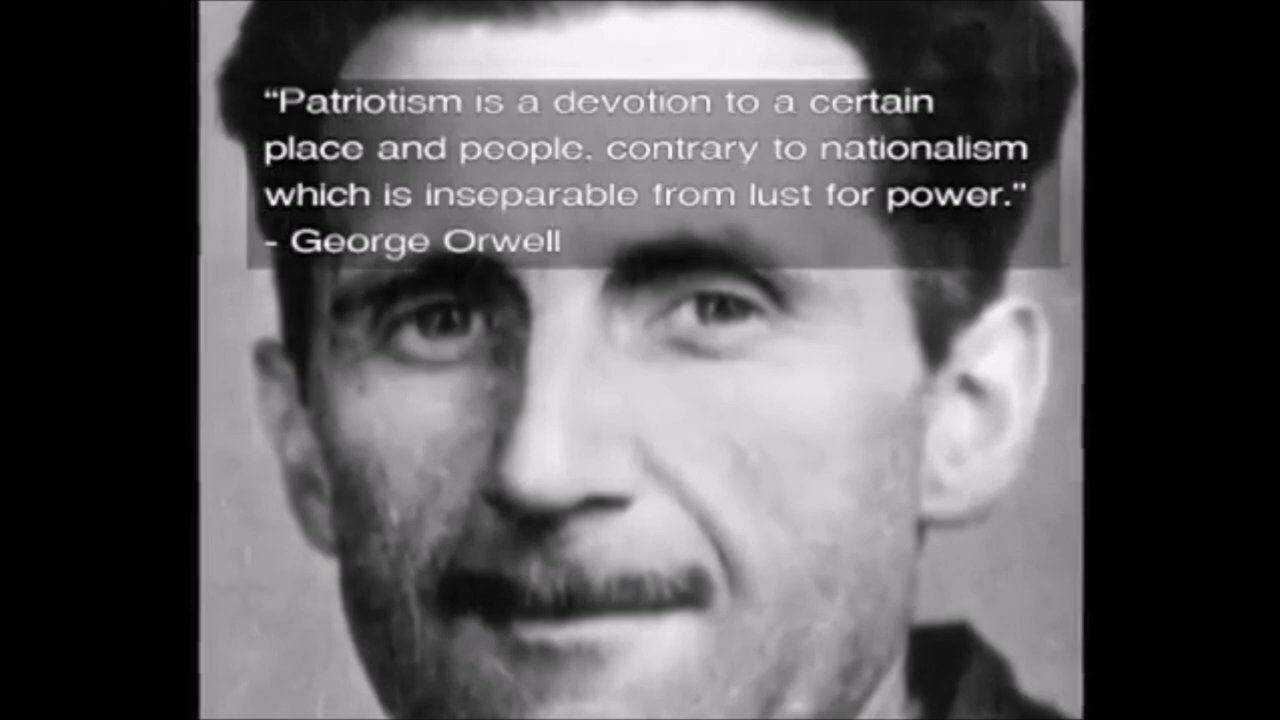 “Patriotism is a devotion to a certain
place and people, contrary to nationalism
which is inseparable from lust for power.”
- George Orwell